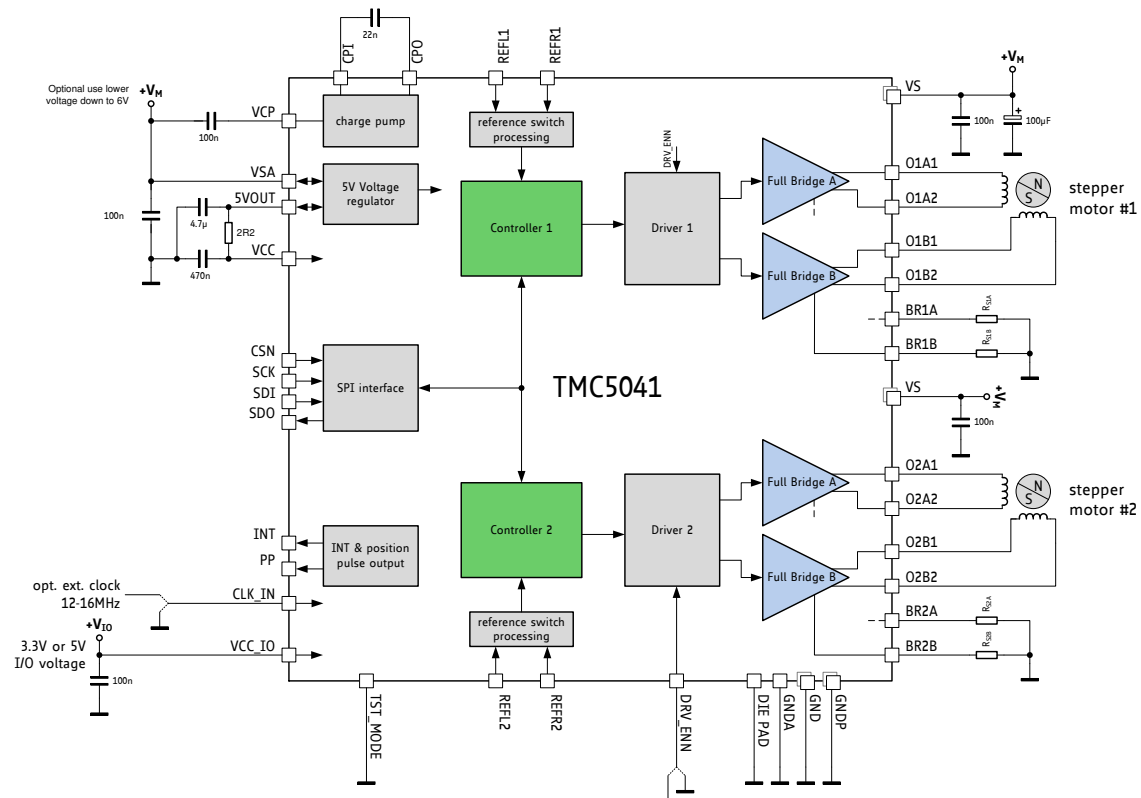 22n
CPI
CPO
REFL1
REFR1
Optional use lower
voltage down to 6V
+VM
VCP
100n
charge pump
reference switch
processing
VS
+VM
100n
100µF
VSA
5VOUT
5V Voltage
regulator
100n
4.7µ
2R2
470n
VCC
Controller 1
DRV_ENN
Driver 1
Full Bridge A
Full Bridge B
O1A1
O1A2
O1B1
O1B2
N
S
stepper
motor #1
BR1A
RS1A
BR1B
RS1B
CSN
SCK
SDI
SDO
SPI interface
TMC5041
VS
+VM
100n
Controller 2
Driver 2
Full Bridge A
Full Bridge B
O2A1
O2A2
O2B1
O2B2
N
S
stepper
motor #2
INT
PP
INT & position
pulse output
opt. ext. clock
12-16MHz
CLK_IN
+VIO
3.3V or 5V
I/O voltage
VCC_IO
100n
reference switch
processing
BR2A
RS2A
BR2B
RS2B
TST_MODE
REFL2
REFR2
DRV_ENN
DIE PAD
GNDA
GND
GNDP